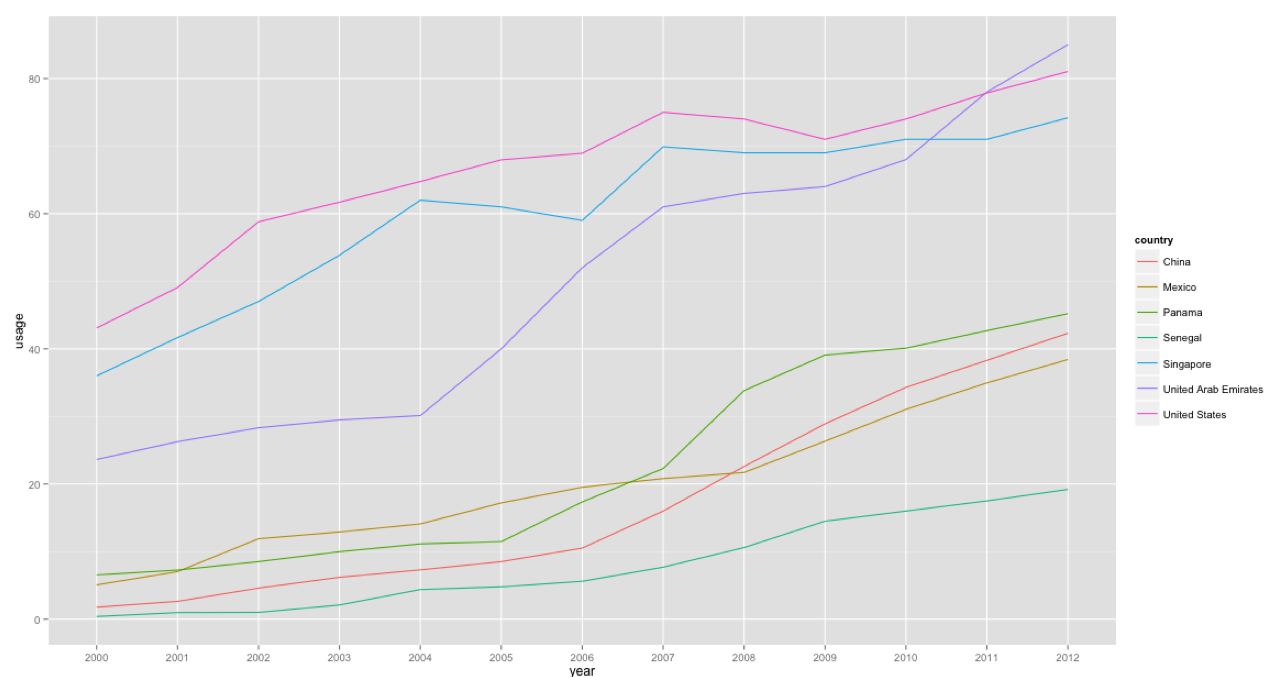 80
60
40
20
0
usage
2000 2001 2002 2003 2004 2005 2006 2007 2008 2009 2010 2011 2012
year
country
China
Mexico
Panama
Senegal
Singapore
United Arab Emirates
United States